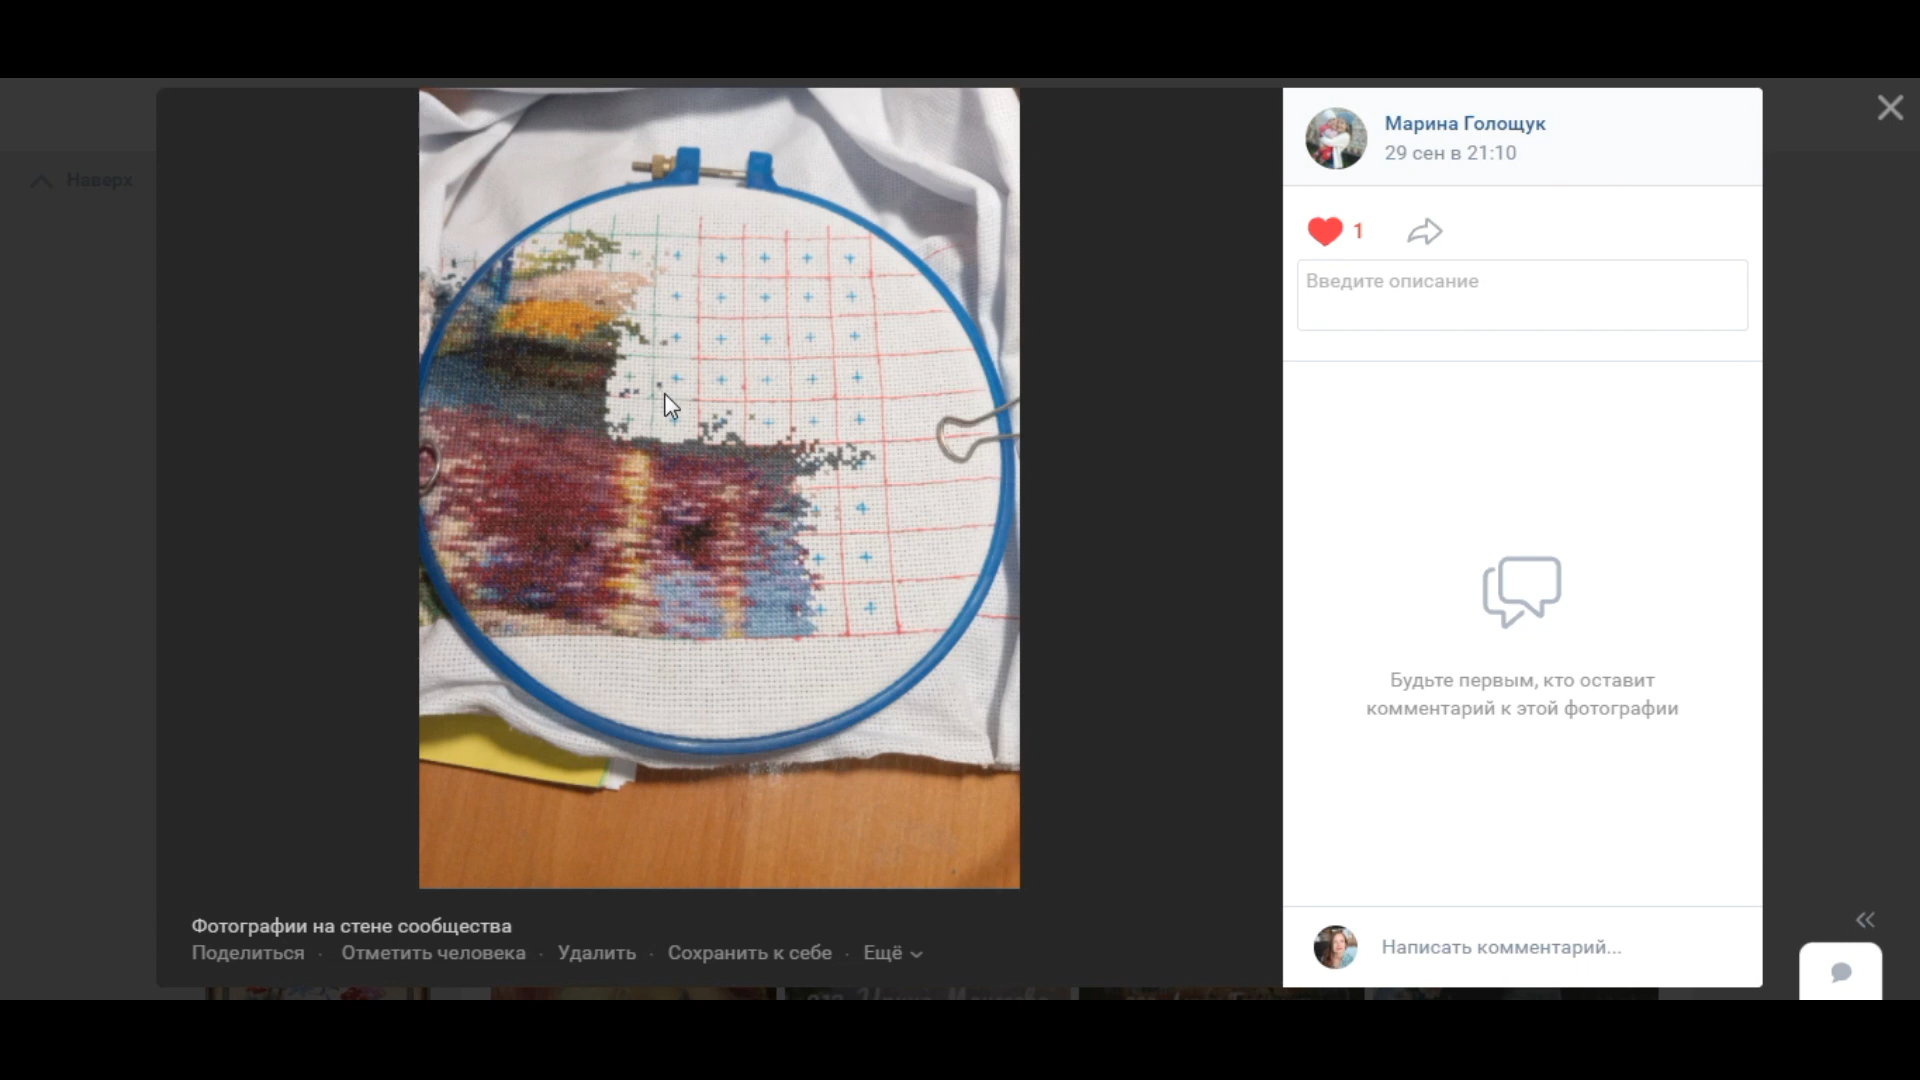 Наверх
Марина Голощук
29 сен в 21:10
1
Введите описание
Будьте первым, кто оставит
комментарий к этой фотографии
Фотографии на стене сообщества
Поделиться · Отметить человека · Удалить · Сохранить к себе · Ещё
Написать комментарий...